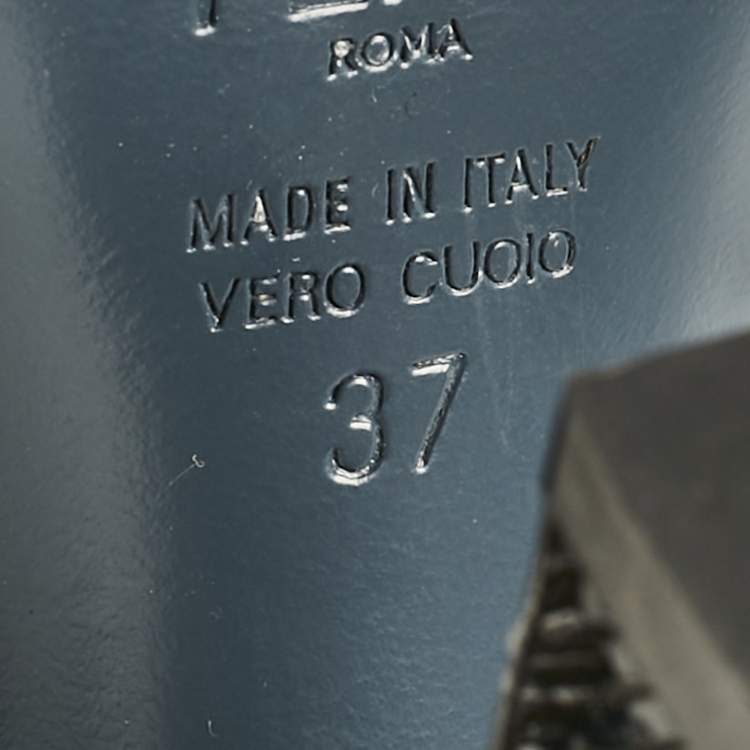 ROMA
MADE IN ITALY
VERO CUOIO
37